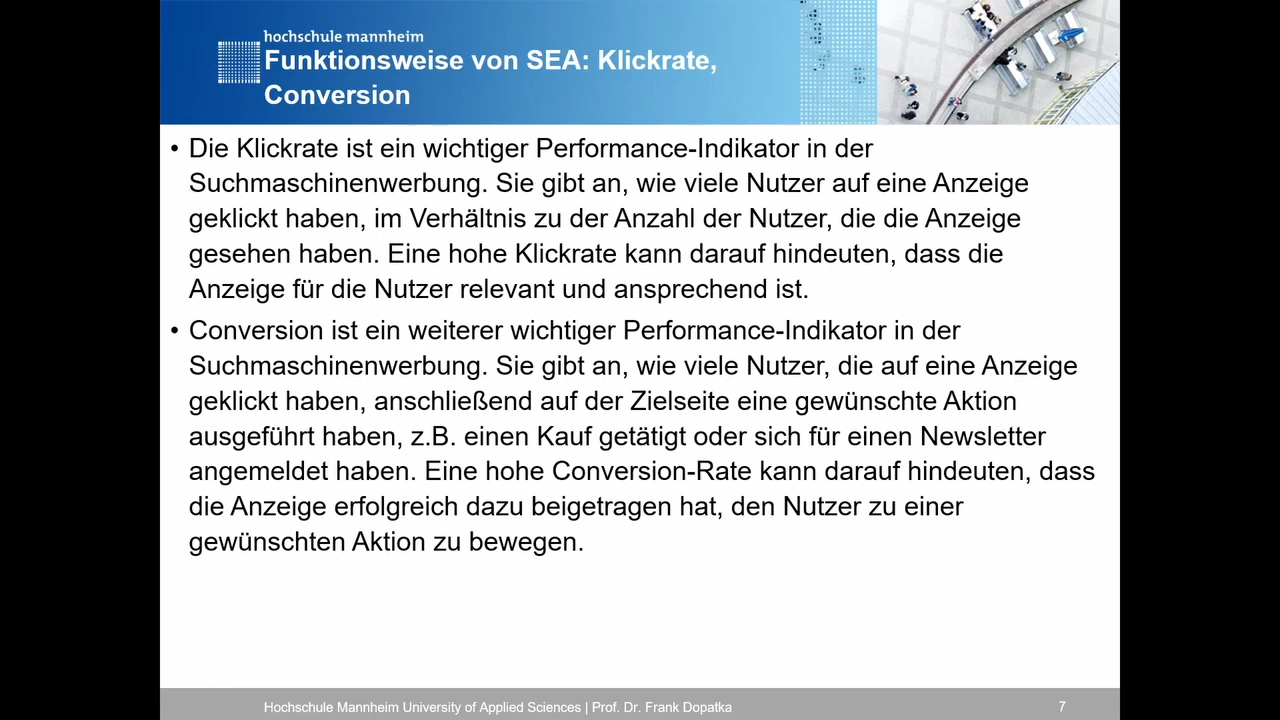 hochschule mannheim
Funktionsweise von SEA: Klickrate,
Conversion
• Die Klickrate ist ein wichtiger Performance-Indikator in der
Suchmaschinenwerbung. Sie gibt an, wie viele Nutzer auf eine Anzeige
geklickt haben, im Verhältnis zu der Anzahl der Nutzer, die die Anzeige
gesehen haben. Eine hohe Klickrate kann darauf hindeuten, dass die
Anzeige für die Nutzer relevant und ansprechend ist.
• Conversion ist ein weiterer wichtiger Performance-Indikator in der
Suchmaschinenwerbung. Sie gibt an, wie viele Nutzer, die auf eine Anzeige
geklickt haben, anschließend auf der Zielseite eine gewünschte Aktion
ausgeführt haben, z.B. einen Kauf getätigt oder sich für einen Newsletter
angemeldet haben. Eine hohe Conversion-Rate kann darauf hindeuten, dass
die Anzeige erfolgreich dazu beigetragen hat, den Nutzer zu einer
gewünschten Aktion zu bewegen.
Hochschule Mannheim University of Applied Sciences | Prof. Dr. Frank Dopatka
7